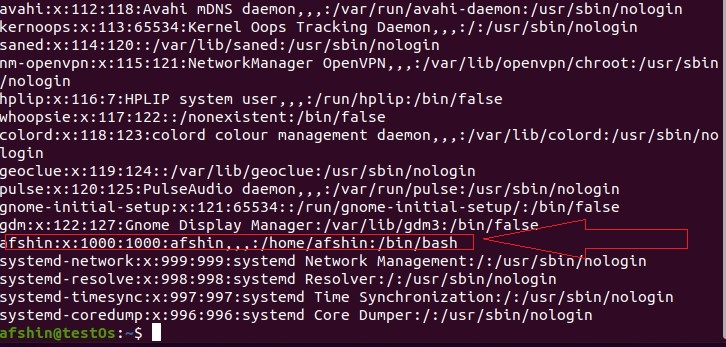 avahi:x:112:118:Avahi mDNS daemon,,,:/var/run/avahi-daemon:/usr/sbin/nologin
kernoops:x:113:65534:Kernel Oops Tracking Daemon,,,:/:/usr/sbin/nologin
saned:x:114:120::/var/lib/saned:/usr/sbin/nologin
nm-openvpn:x:115:121:NetworkManager OpenVPN,,,:/var/lib/openvpn/chroot:/usr/sbin
/nologin
hplip:x:116:7:HPLIP system user,,,:/run/hplip:/bin/false
whoopsie:x:117:122::/nonexistent:/bin/false
colord:x:118:123:colord colour management daemon,,,:/var/lib/colord:/usr/sbin/no
login
geoclue:x:119:124::/var/lib/geoclue:/usr/sbin/nologin
pulse:x:120:125:PulseAudio daemon,,,:/var/run/pulse:/usr/sbin/nologin
gnome-initial-setup:x:121:65534::/run/gnome-initial-setup/:/bin/false
gdm:x:122:127:Gnome Display Manager:/var/lib/gdm3:/bin/false
afshin:x:1000:1000:afshin,,,:/home/afshin:/bin/bash
systemd-network:x:999:999:systemd Network Management:/:/usr/sbin/nologin
systemd-resolve:x:998:998:systemd Resolver:/:/usr/sbin/nologin
systemd-timesync:x:997:997:systemd Time Synchronization:/:/usr/sbin/nologin
systemd-coredump:x:996:996:systemd Core Dumper:/:/usr/sbin/nologin
afshin@testOs:~$